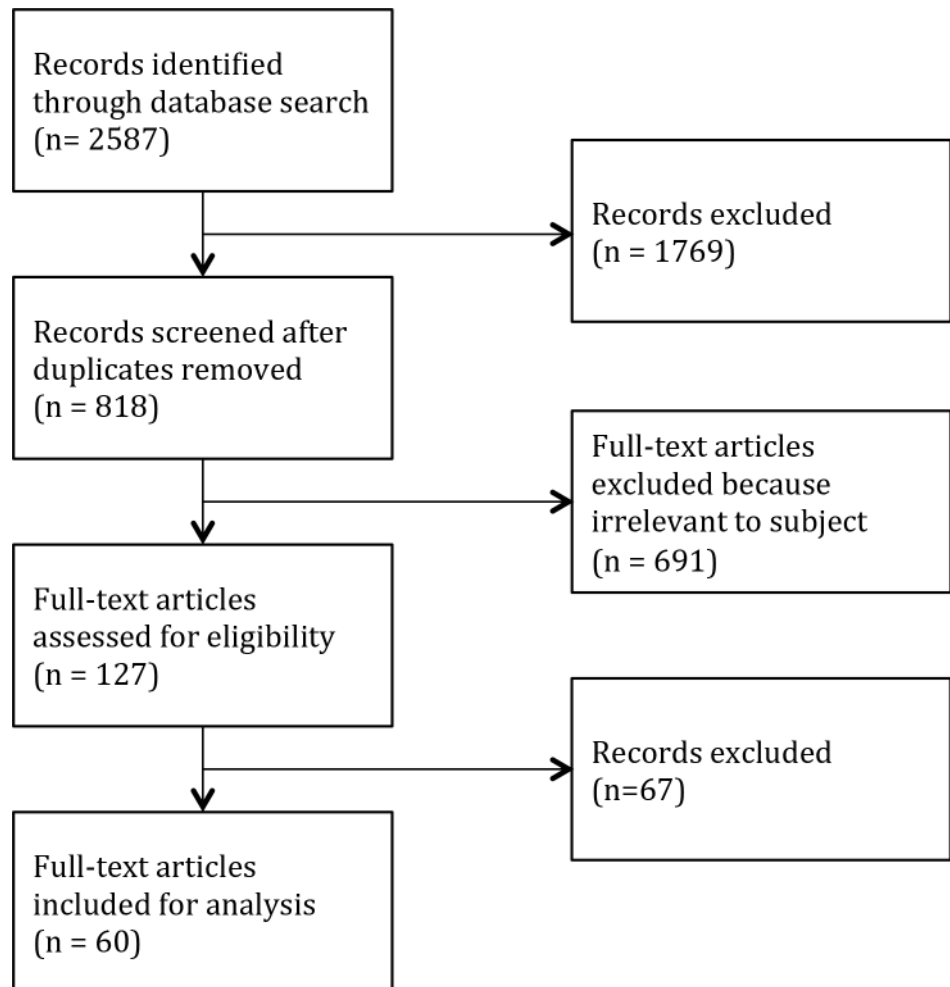 Records identified
through database search
(n= 2587)
Records excluded
(n = 1769)
Records screened after
duplicates removed
(n = 818)
Full-text articles
excluded because
irrelevant to subject
(n = 691)
Full-text articles
assessed for eligibility
(n = 127)
Records excluded
(n=67)
Full-text articles
included for analysis
(n = 60)